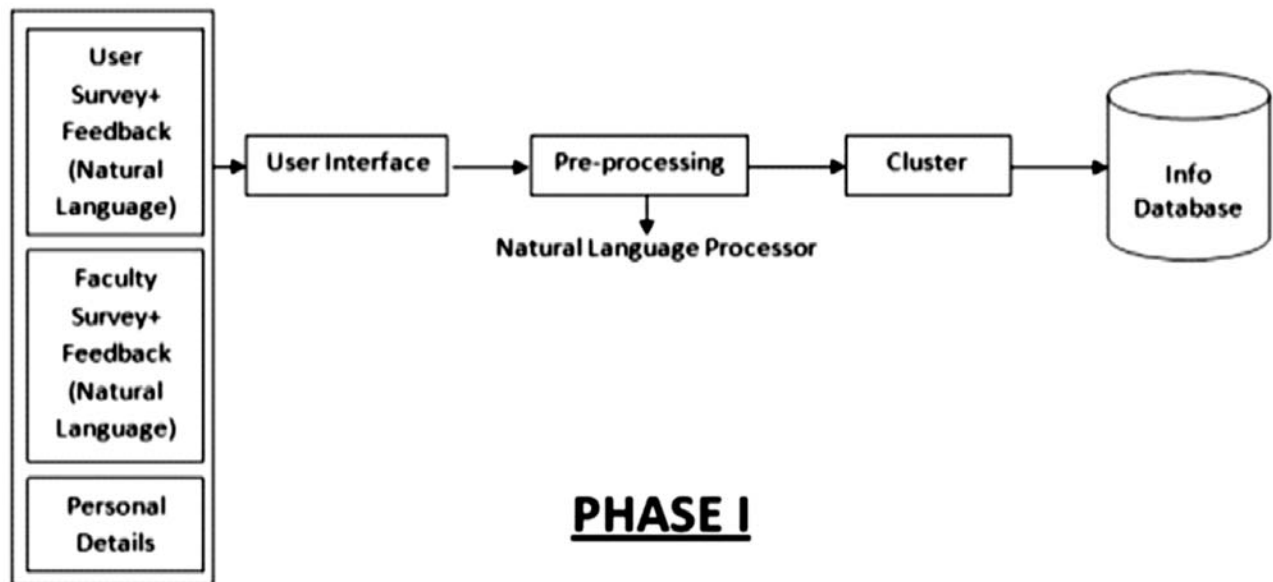 User
Survey+
Feedback
(Natural
Language)
Faculty
Survey+
Feedback
(Natural
Language)
Personal
Details
User Interface
Pre-processing
Natural Language Processor
Cluster
Info
Database
PHASE I